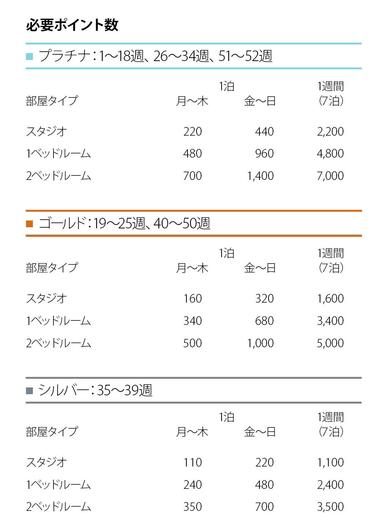 必要ポイント数
プラチナ：1〜18週、26〜34週、51〜52週
1泊 1週間
部屋タイプ 月〜木 金〜日 （7泊）
スタジオ 220 440 2,200
1ベッドルーム 480 960 4,800
2ベッドルーム 700 1,400 7,000
ゴールド：19〜25週、40〜50週
1泊 1週間
部屋タイプ 月〜木 金〜日 （7泊）
スタジオ 160 320 1,600
1ベッドルーム 340 680 3,400
2ベッドルーム 500 1,000 5,000
シルバー：35〜39週
1泊 1週間
部屋タイプ 月〜木 金〜日 （7泊）
スタジオ 110 220 1,100
1ベッドルーム 240 480 2,400
2ベッドルーム 350 700 3,500